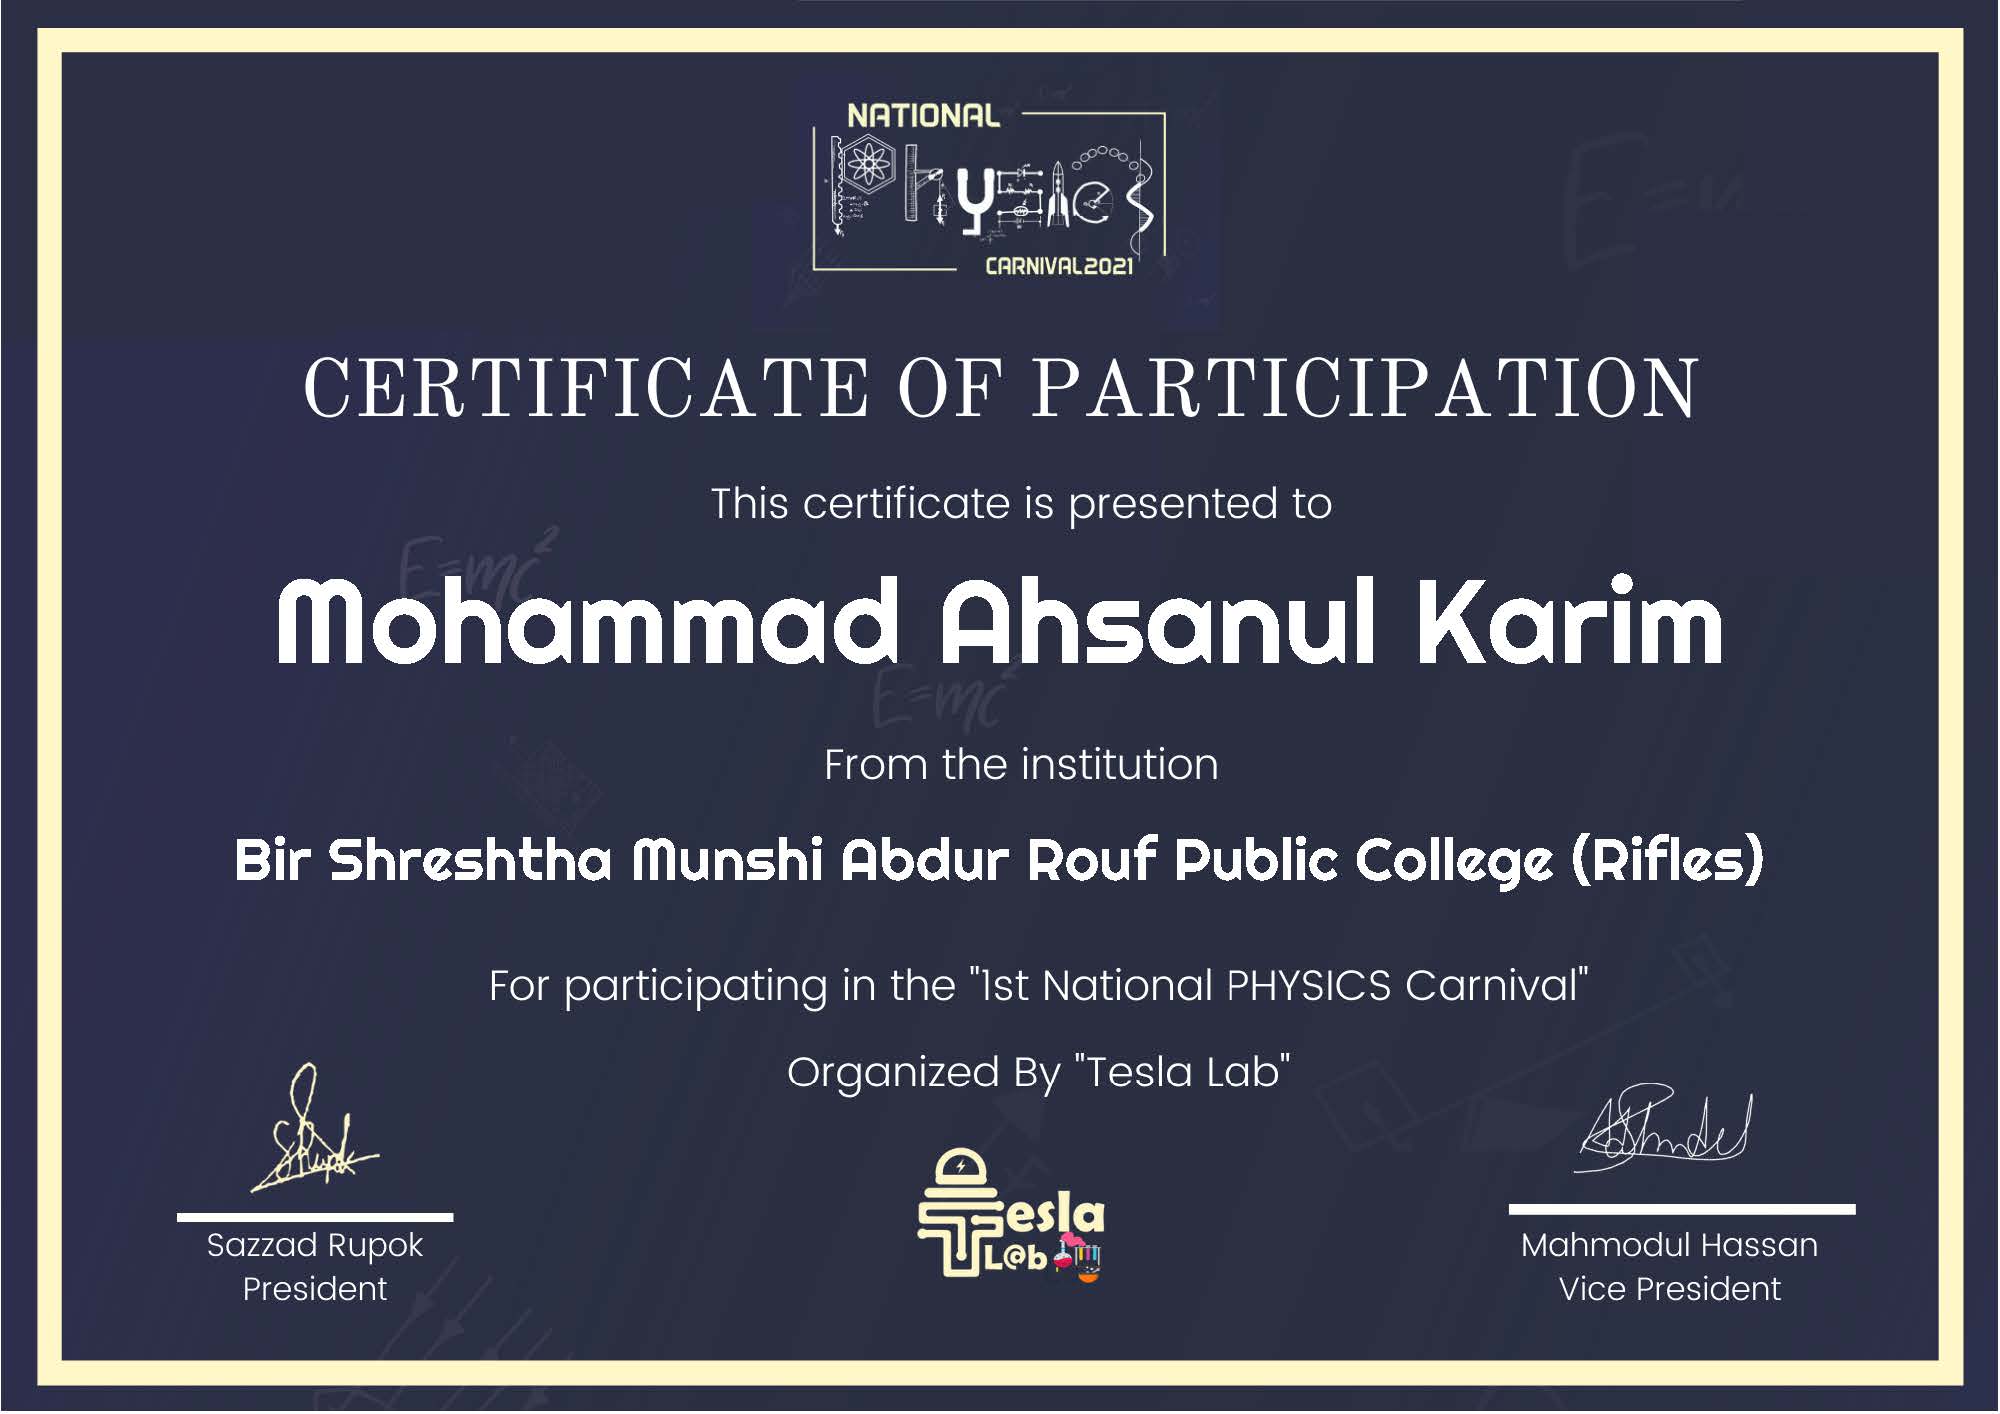 NATIONAL
Physics
CARNIVAL2021
CERTIFICATE OF PARTICIPATION
This certificate is presented to
E=mc²
Mohammad Ahsanul Karim
E=mc²
From the institution
Bir Shreshtha Munshi Abdur Rouf Public College (Rifles)
For participating in the "1st National PHYSICS Carnival"
Organized By "Tesla Lab"
Tesla
L@b
Sazzad Rupok
President
Mahmodul Hassan
Vice President